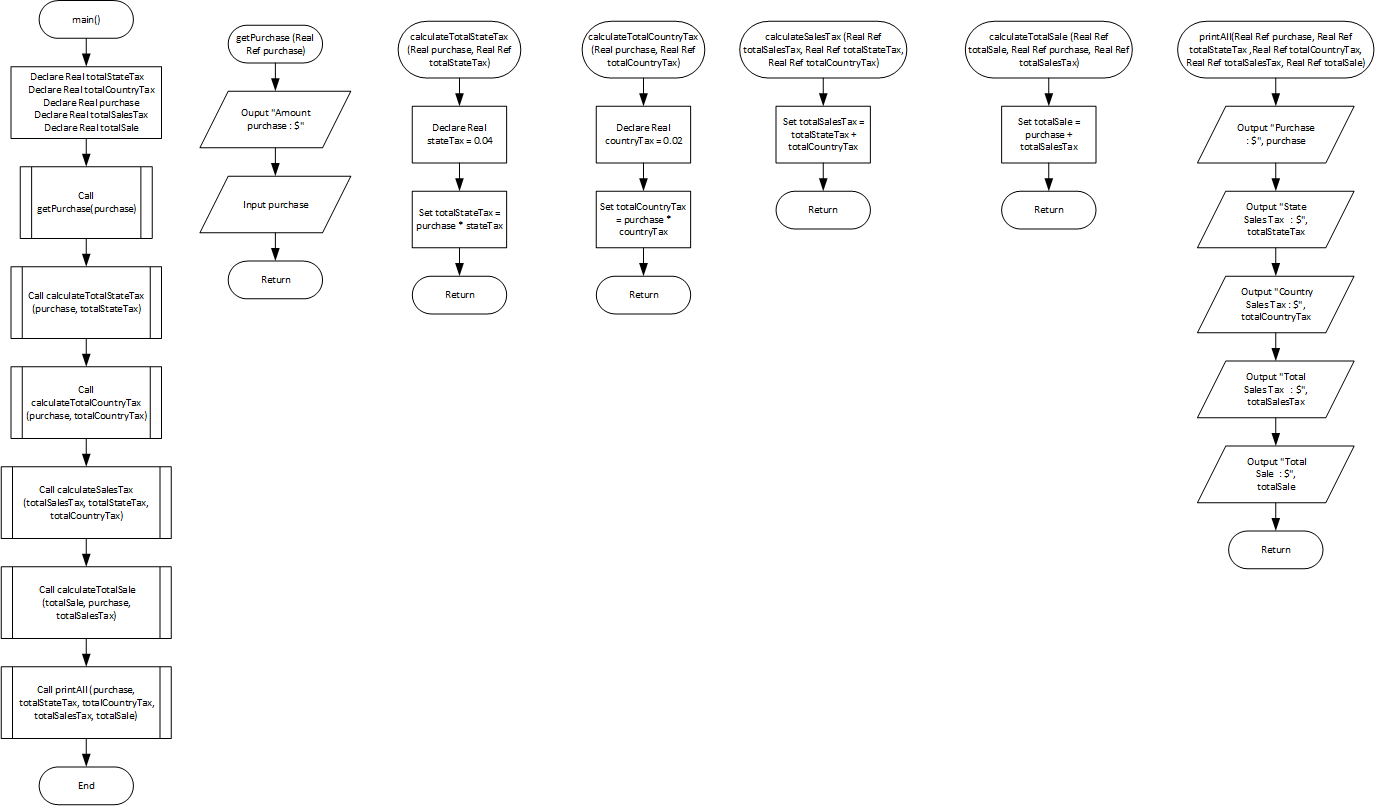 main()
Declare Real totalStateTax
Declare Real totalCountryTax
Declare Real purchase
Declare Real totalSalesTax
Declare Real totalSale
Call
getPurchase(purchase)
Call calculateTotalStateTax
(purchase, totalStateTax)
Call
calculateTotalCountryTax
(purchase, totalCountryTax)
Call calculateSalesTax
(totalSalesTax, totalStateTax,
totalCountryTax)
Call calculateTotalSale
(totalSale, purchase,
totalSalesTax)
Call printAll (purchase,
totalStateTax, totalCountryTax,
totalSalesTax, totalSale)
End
getPurchase (Real
Ref purchase)
Ouput "Amount
purchase : $"
Input purchase
Return
calculateTotalStateTax
(Real purchase, Real Ref
totalStateTax)
Declare Real
stateTax = 0.04
Set totalStateTax =
purchase * stateTax
Return
calculateTotalCountryTax
(Real purchase, Real Ref
totalCountryTax)
Declare Real
countryTax = 0.02
Set totalCountryTax
= purchase *
countryTax
Return
calculateSalesTax (Real Ref
totalSalesTax, Real Ref totalStateTax,
Real Ref totalCountryTax)
Set totalSalesTax =
totalStateTax +
totalCountryTax
Return
calculateTotalSale (Real Ref
totalSale, Real Ref purchase, Real Ref
totalSalesTax)
Set totalSale =
purchase +
totalSalesTax
Return
printAll(Real Ref purchase, Real Ref
totalStateTax ,Real Ref totalCountryTax,
Real Ref totalSalesTax, Real Ref totalSale)
Output "Purchase
: $", purchase
Output "State
Sales Tax : $",
totalStateTax
Output "Country
Sales Tax : $",
totalCountryTax
Output "Total
Sales Tax : $",
totalSalesTax
Output "Total
Sale : $",
totalSale
Return